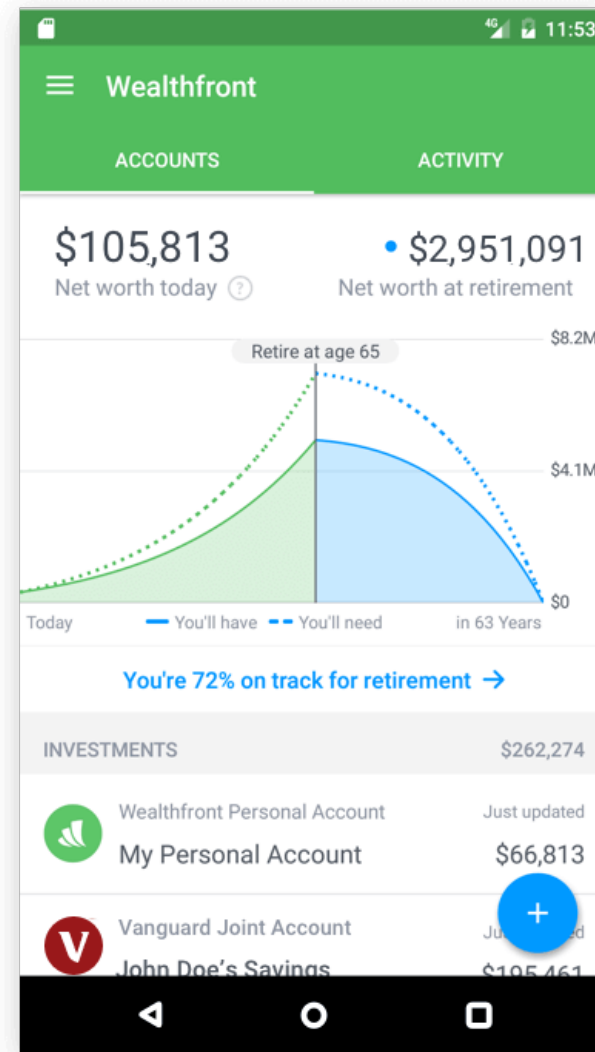 4G 11:53
Wealthfront
ACCOUNTS ACTIVITY
$105,813 • $2,951,091
Net worth today ? Net worth at retirement
$8.2M
Retire at age 65
$4.1M
$0
Today You'll have You'll need in 63 Years
You're 72% on track for retirement →
INVESTMENTS $262,274
Wealthfront Personal Account Just updated
My Personal Account $66,813
+
V Vanguard Joint Account
John Doe's Savings $195,461